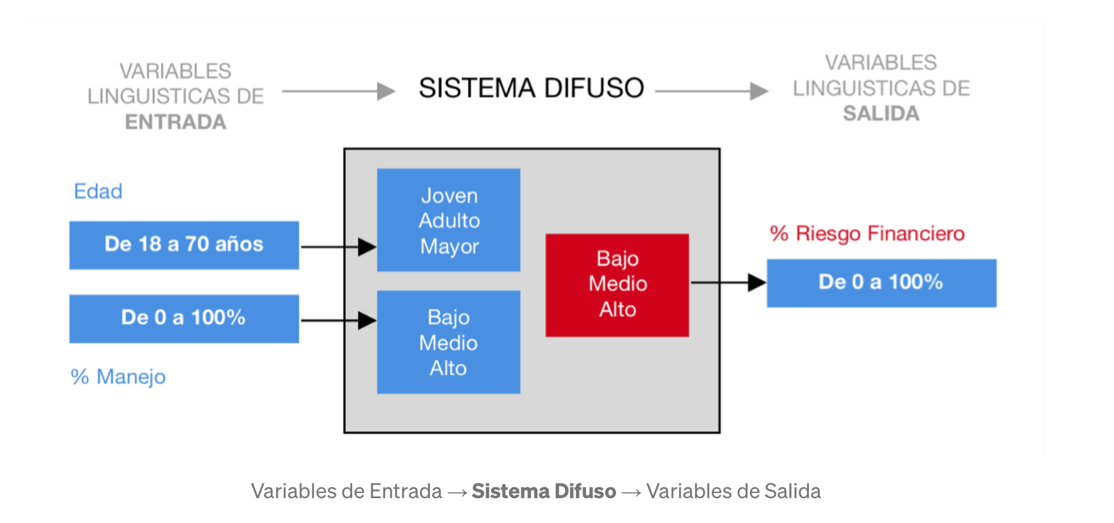 VARIABLES
LINGUISTICAS DE
ENTRADA
SISTEMA DIFUSO
VARIABLES
LINGUISTICAS DE
SALIDA
Edad
De 18 a 70 años
De 0 a 100%
% Manejo
Joven
Adulto
Mayor
Bajo
Medio
Alto
Bajo
Medio
Alto
% Riesgo Financiero
De 0 a 100%
Variables de Entrada → Sistema Difuso → Variables de Salida